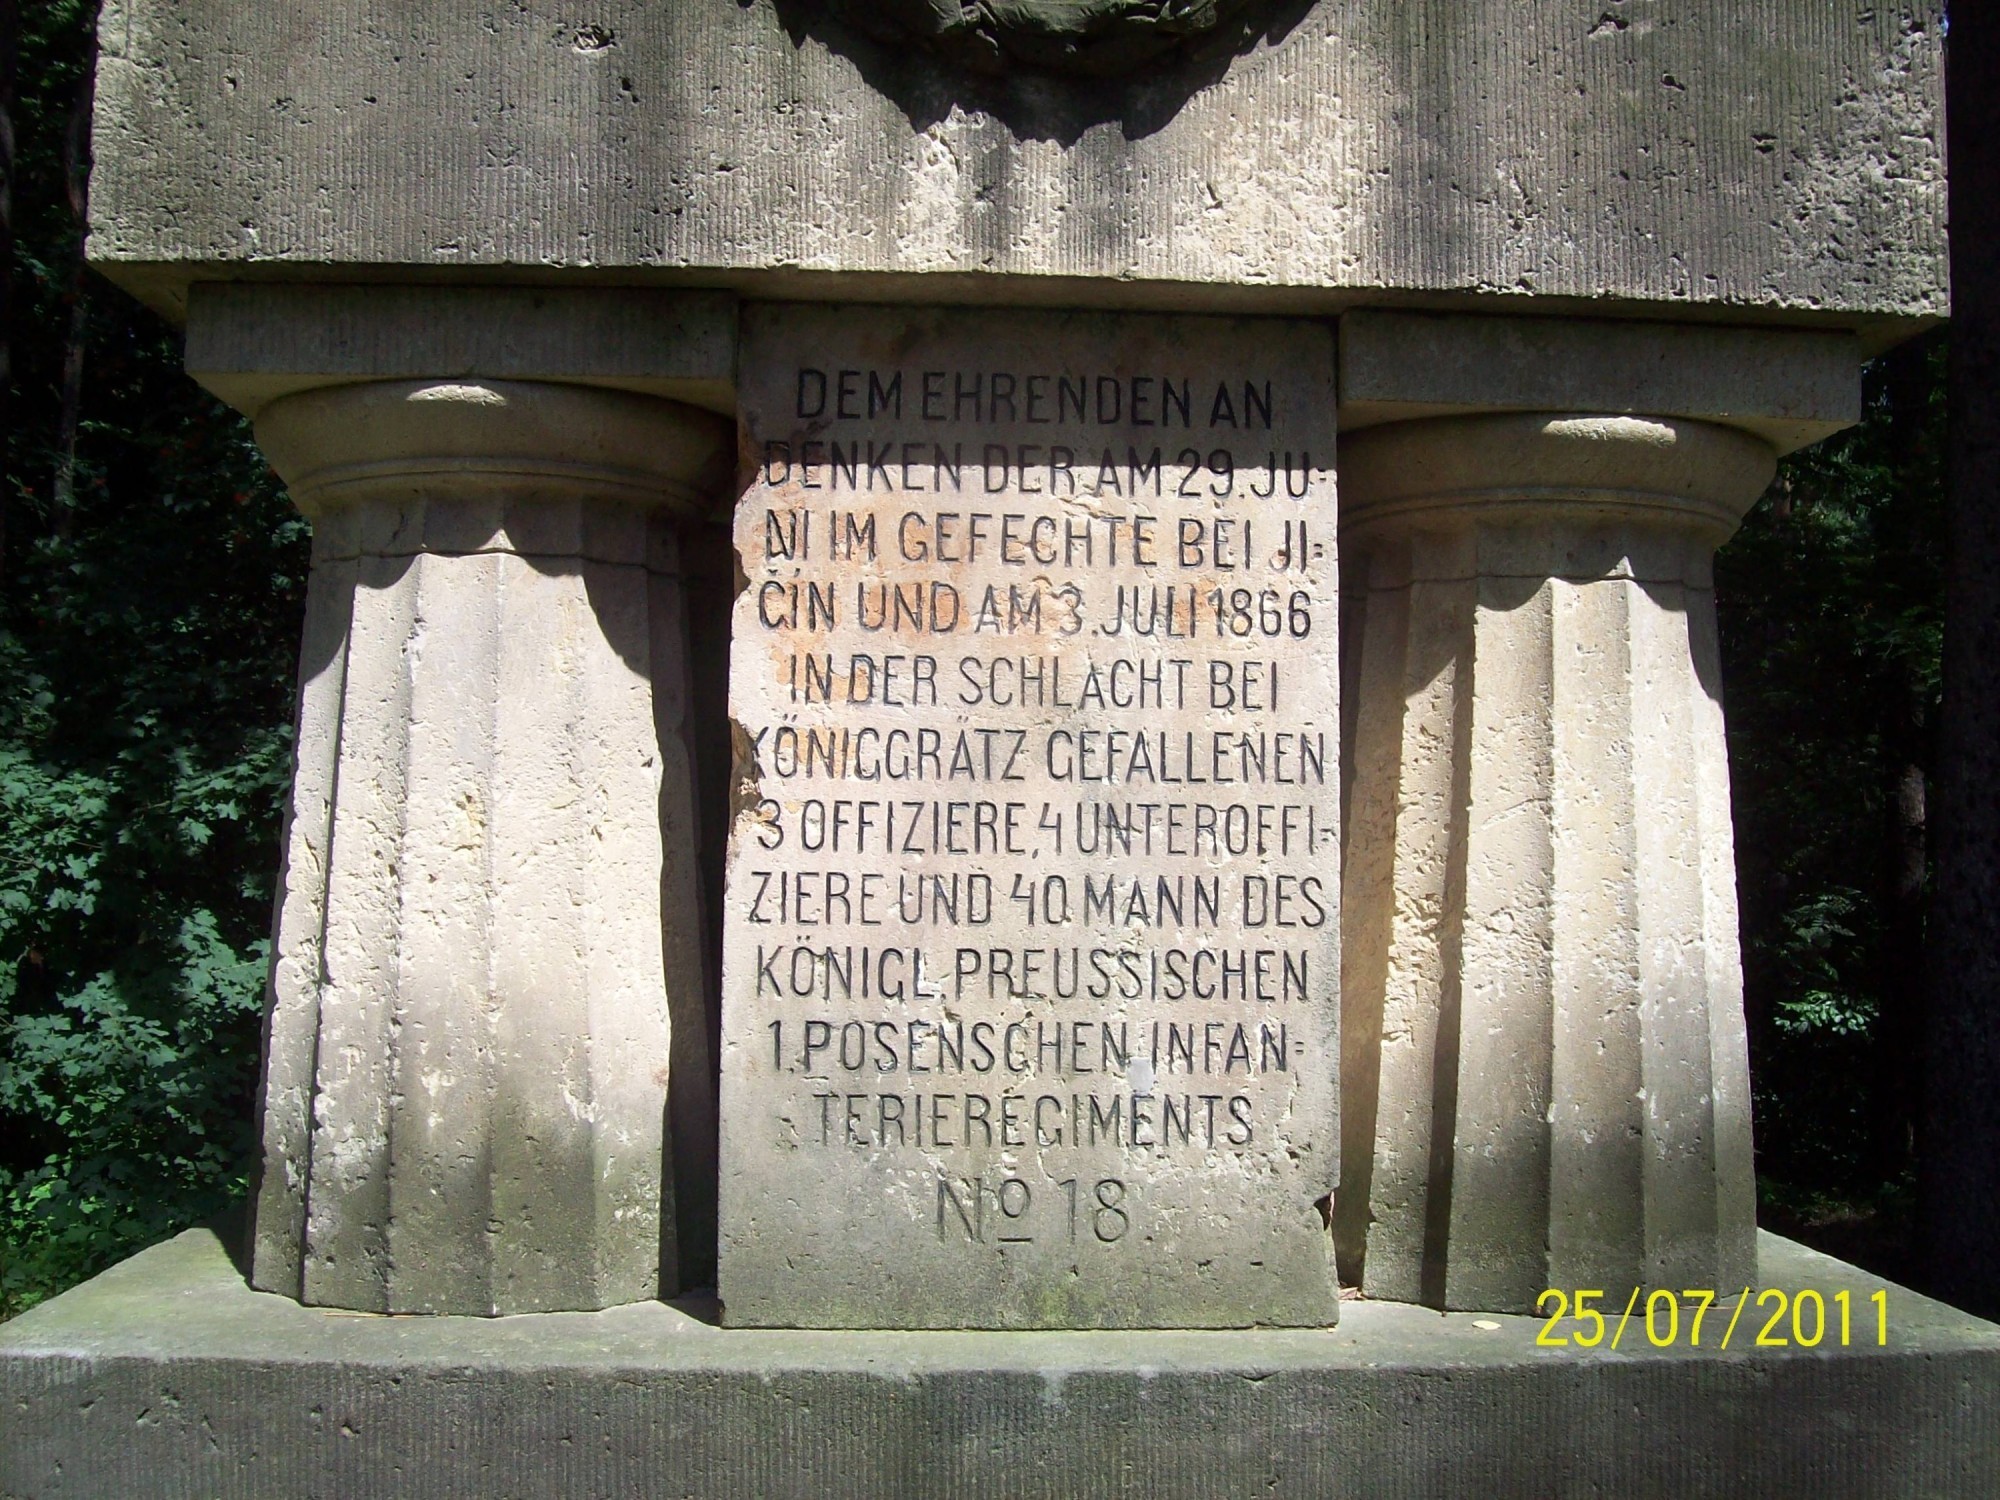 DEM EHRENDEN AN
DENKEN DER AM 29. JU-
NI IM GEFECHTE BEI JI-
ČÍN UND AM 3. JULI 1866
IN DER SCHLACHT BEI
KÖNIGGRÄTZ GEFALLENEN
3 OFFIZIERE, 4 UNTEROFFI-
ZIERE UND 40 MANN DES
KÖNIGL. PREUSSISCHEN
1. POSENSCHEN INFAN-
TERIEREGIMENTS
No 18
25/07/2011